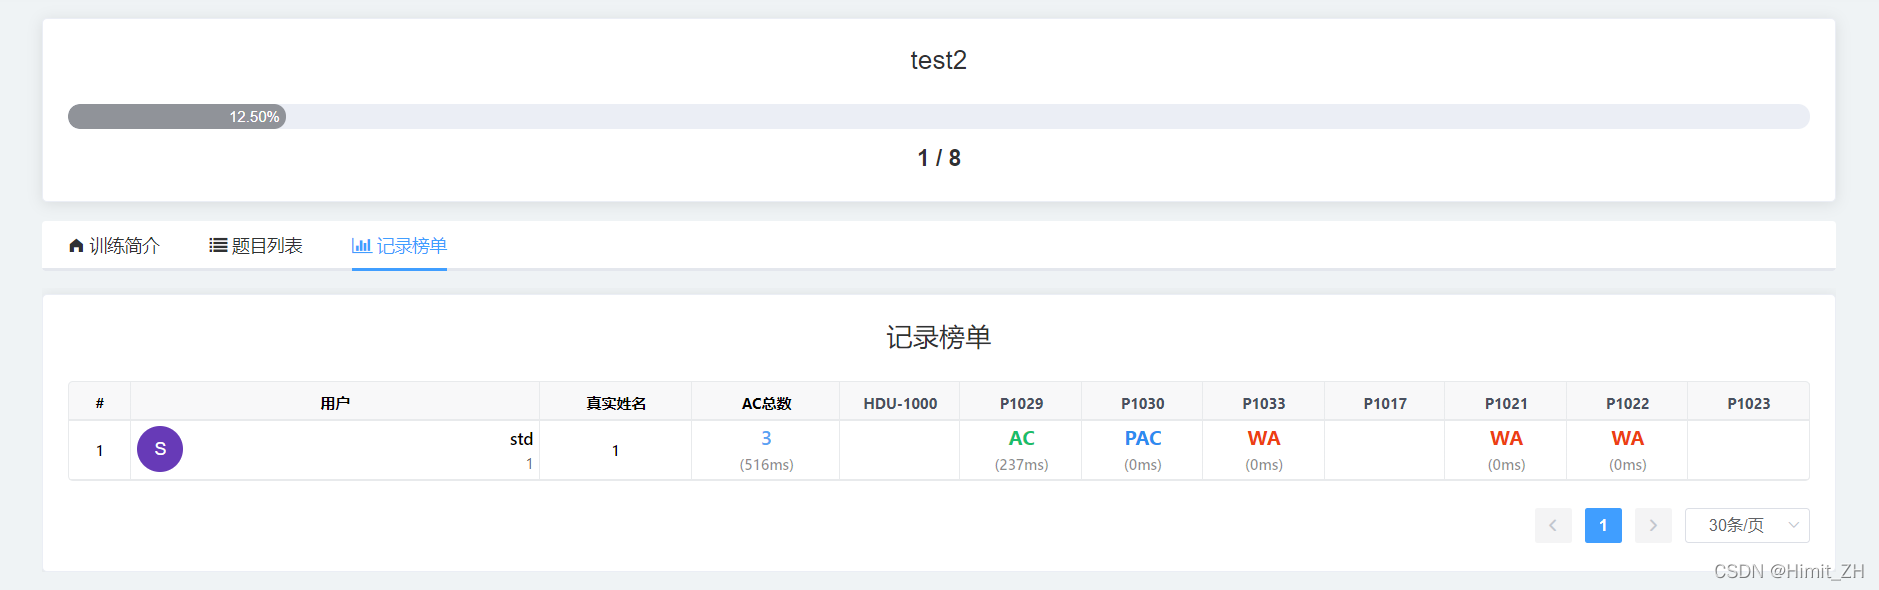 test2
12.50%
1 / 8
训练简介 题目列表 记录榜单
记录榜单
# 用户 真实姓名 AC总数 HDU-1000 P1029 P1030 P1033 P1017 P1021 P1022 P1023
1 S std 1 1 3 AC PAC WA WA WA
(516ms) (237ms) (0ms) (0ms) (0ms) (0ms)
1 30条/页
CSDN @Himit_ZH